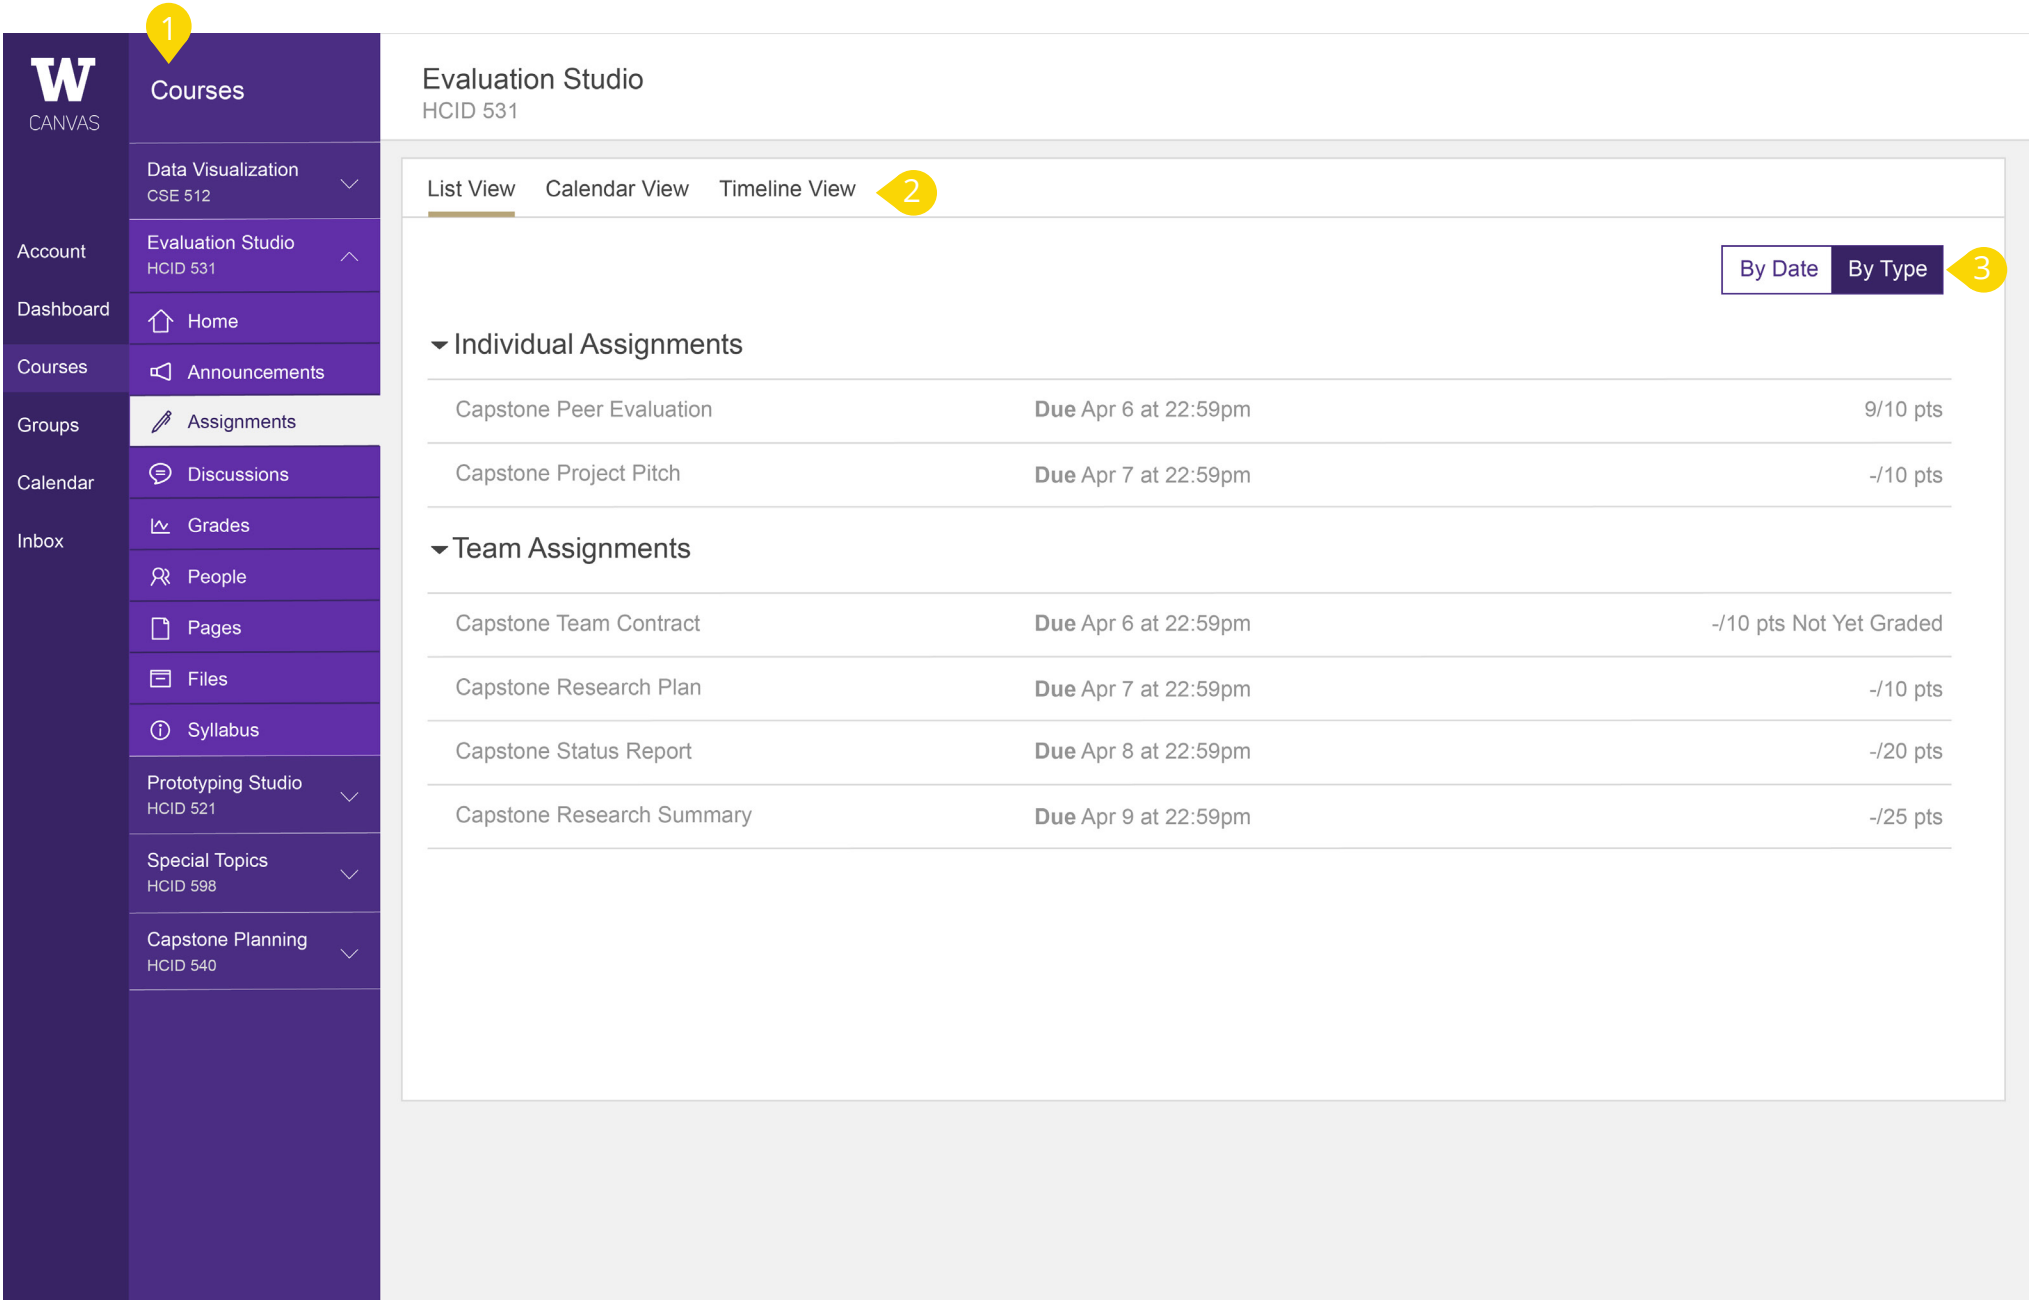 1
W
CANVAS
Account
Dashboard
Courses
Groups
Calendar
Inbox
Courses
Data Visualization
CSE 512
Evaluation Studio
HCID 531
Home
Announcements
Assignments
Discussions
Grades
People
Pages
Files
Syllabus
Prototyping Studio
HCID 521
Special Topics
HCID 598
Capstone Planning
HCID 540
Evaluation Studio
HCID 531
List View Calendar View Timeline View 2
By Date By Type 3
Individual Assignments
Capstone Peer Evaluation Due Apr 6 at 22:59pm 9/10 pts
Capstone Project Pitch Due Apr 7 at 22:59pm -/10 pts
Team Assignments
Capstone Team Contract Due Apr 6 at 22:59pm -/10 pts Not Yet Graded
Capstone Research Plan Due Apr 7 at 22:59pm -/10 pts
Capstone Status Report Due Apr 8 at 22:59pm -/20 pts
Capstone Research Summary Due Apr 9 at 22:59pm -/25 pts